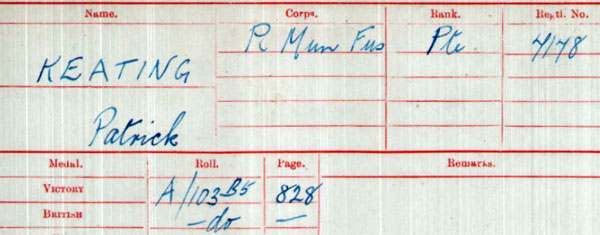 Name. Corps. Rank. Regtl. No.
KEATING R Mun Fus Pte. 7178
Patrick
Medal. Roll. Page. Remarks.
VICTORY A/103 B5 828
BRITISH —do —